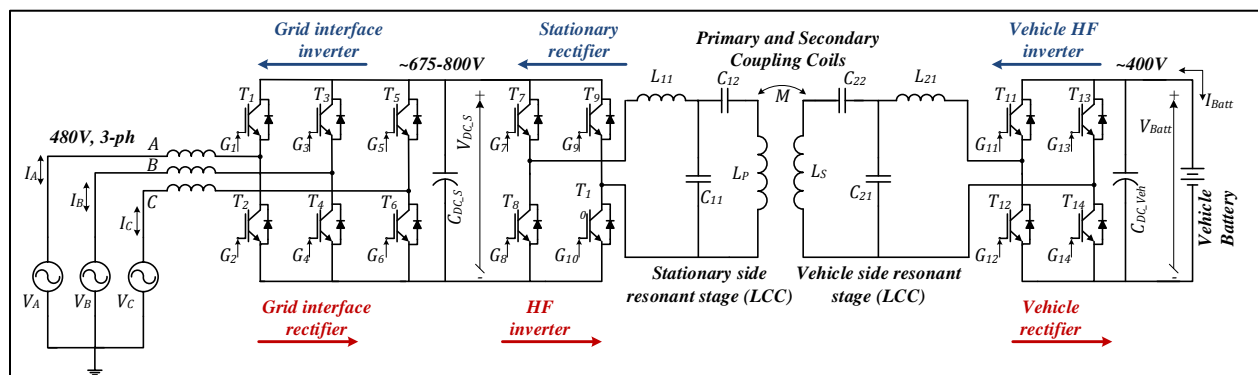 Grid interface
inverter
Stationary
rectifier
Primary and Secondary
Coupling Coils
Vehicle HF
inverter
~675-800V
~400V
480V, 3-ph
T1
T3
T5
T7
T9
L11
C12
M
C22
L21
T11
T13
IBatt
G1
G3
G5
G7
G9
G11
G13
+
VDC_S
+
VBatt
A
B
C
IA
IB
IC
T2
T4
T6
CDC_S
T8
T1
0
C11
LP
LS
C21
T12
T14
CDC_Veh
Vehicle
Battery
G2
G4
G6
G8
G10
G12
G14
-
-
VA
VB
VC
Stationary side
resonant stage (LCC)
Vehicle side resonant
stage (LCC)
Grid interface
rectifier
HF
inverter
Vehicle
rectifier